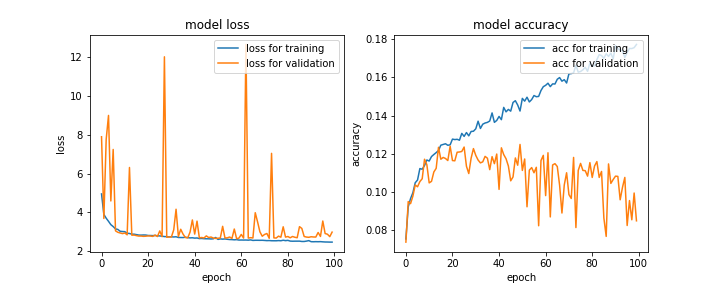 model loss
loss for training
loss for validation
12
10
8
6
4
2
loss
0
20
40
60
80
100
epoch
model accuracy
acc for training
acc for validation
0.18
0.16
0.14
0.12
0.10
0.08
accuracy
0
20
40
60
80
100
epoch